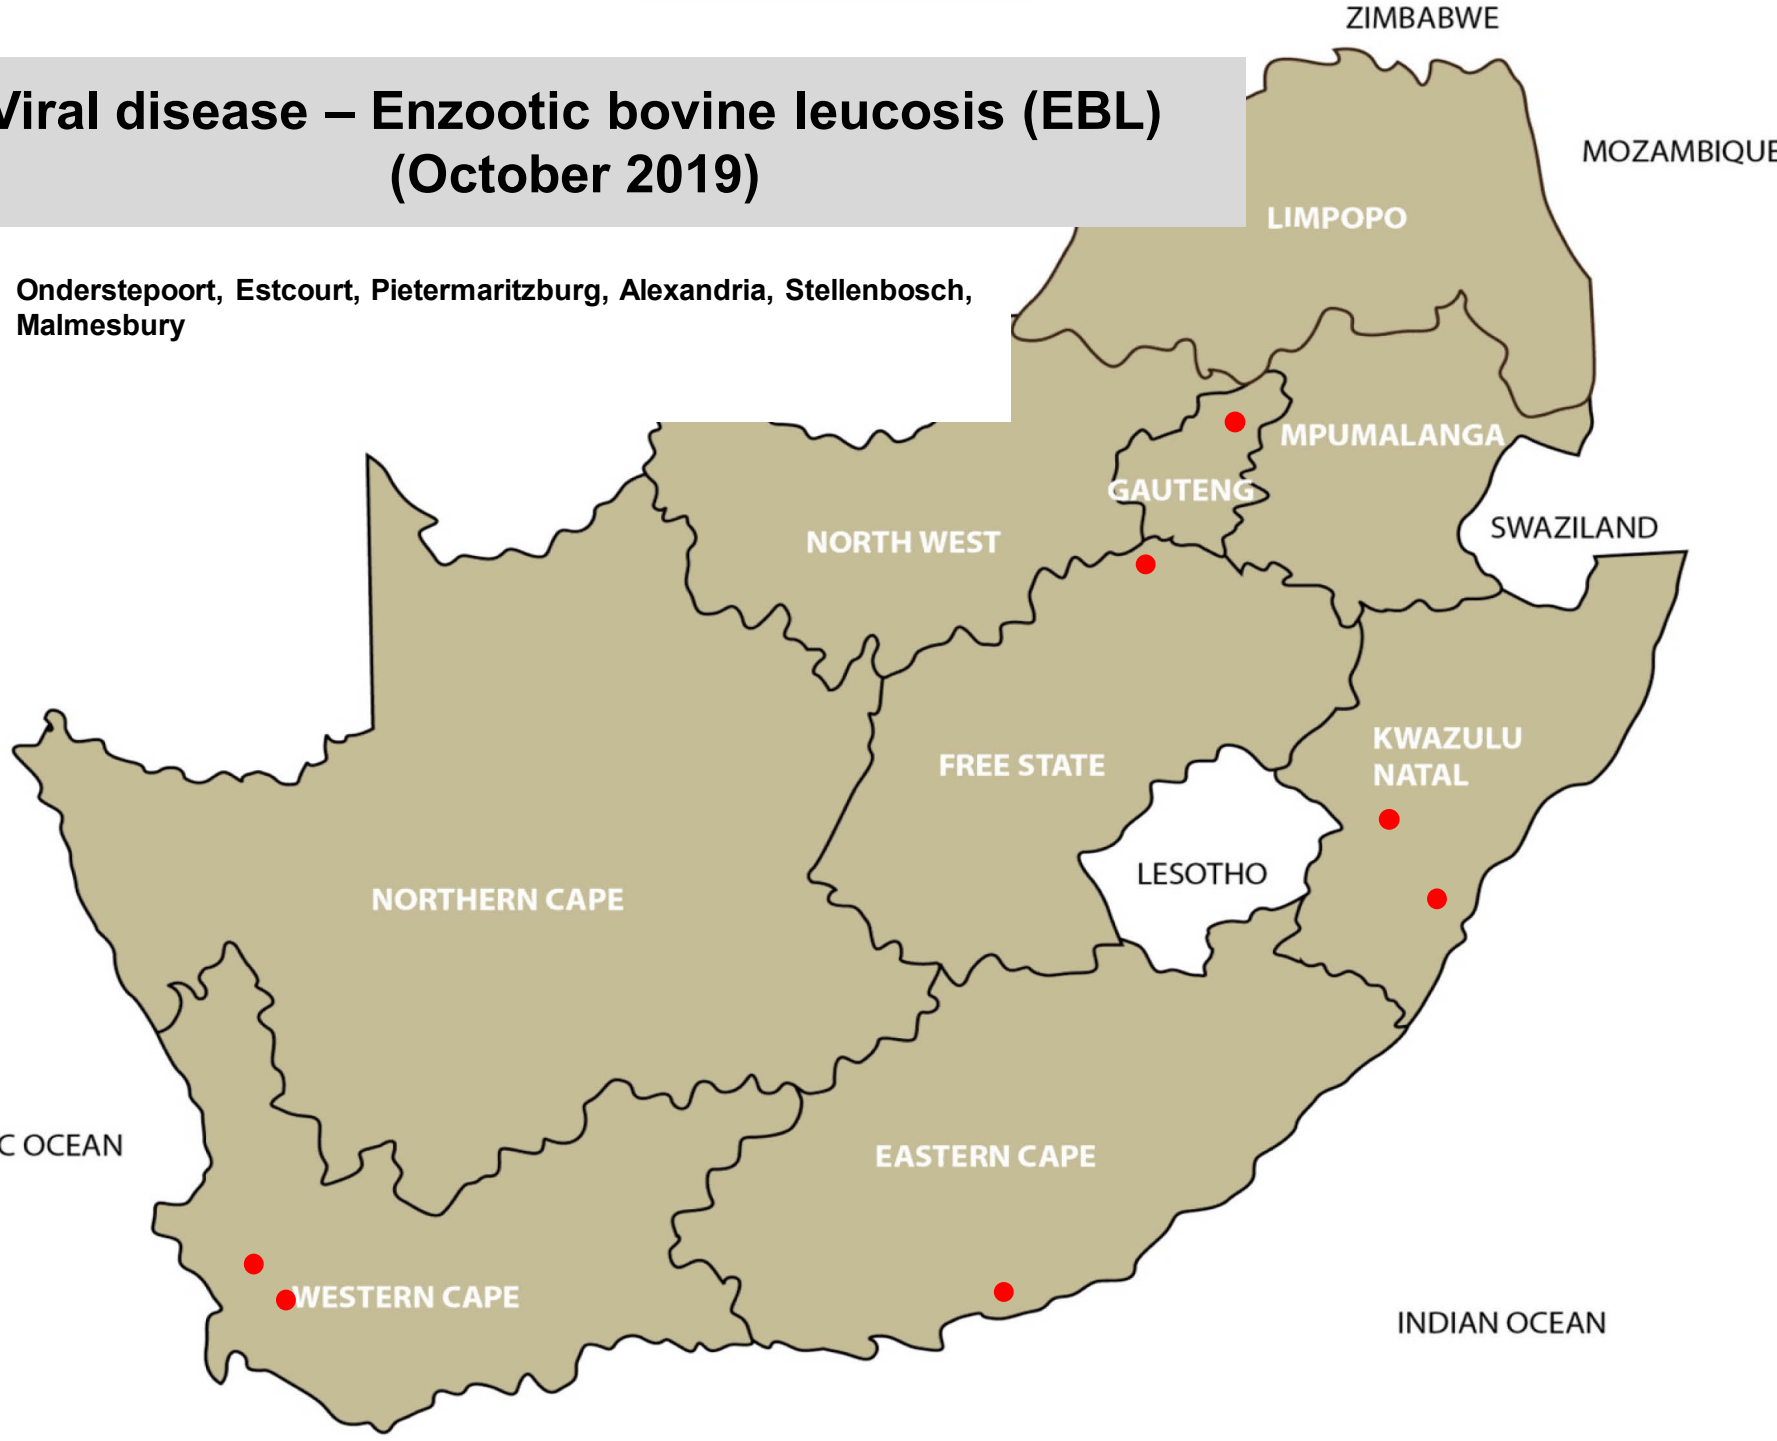 ZIMBABWE
Viral disease – Enzootic bovine leucosis (EBL)
(October 2019)
MOZAMBIQUE
LIMPOPO
Onderstepoort, Estcourt, Pietermaritzburg, Alexandria, Stellenbosch,
Malmesbury
MPUMALANGA
GAUTENG
SWAZILAND
NORTH WEST
KWAZULU
NATAL
FREE STATE
LESOTHO
NORTHERN CAPE
C OCEAN
EASTERN CAPE
WESTERN CAPE
INDIAN OCEAN